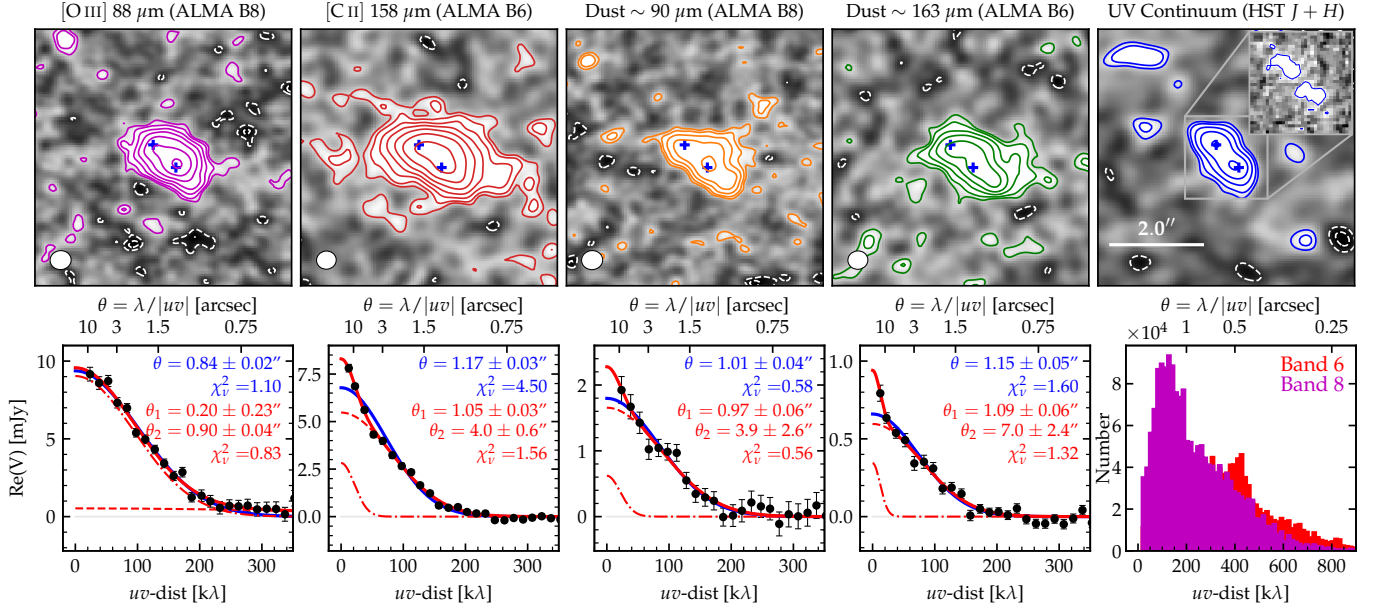 [O III] 88 μm (ALMA B8)
[C II] 158 μm (ALMA B6)
Dust ~ 90 μm (ALMA B8)
Dust ~ 163 μm (ALMA B6)
UV Continuum (HST J + H)
2.0″
θ = λ/|uv| [arcsec]
10 3 1.5 0.75
θ = 0.84 ± 0.02″
χ²ᵥ=1.10
θ₁ = 0.20 ± 0.23″
θ₂ = 0.90 ± 0.04″
χ²ᵥ=0.83
10
5
0
Re(V) [mJy]
0 100 200 300
uv-dist [kλ]
θ = λ/|uv| [arcsec]
10 3 1.5 0.75
θ = 1.17 ± 0.03″
χ²ᵥ=4.50
θ₁ = 1.05 ± 0.03″
θ₂ = 4.0 ± 0.6″
χ²ᵥ=1.56
7.5
5.0
2.5
0.0
0 100 200 300
uv-dist [kλ]
θ = λ/|uv| [arcsec]
10 3 1.5 0.75
θ = 1.01 ± 0.04″
χ²ᵥ=0.58
θ₁ = 0.97 ± 0.06″
θ₂ = 3.9 ± 2.6″
χ²ᵥ=0.56
2
1
0
0 100 200 300
uv-dist [kλ]
θ = λ/|uv| [arcsec]
10 3 1.5 0.75
θ = 1.15 ± 0.05″
χ²ᵥ=1.60
θ₁ = 1.09 ± 0.06″
θ₂ = 7.0 ± 2.4″
χ²ᵥ=1.32
1.0
0.5
0.0
0 100 200 300
uv-dist [kλ]
θ = λ/|uv| [arcsec]
×10⁴ 1 0.5 0.25
Band 6
Band 8
8
6
4
2
0
Number
0 200 400 600 800
uv-dist [kλ]